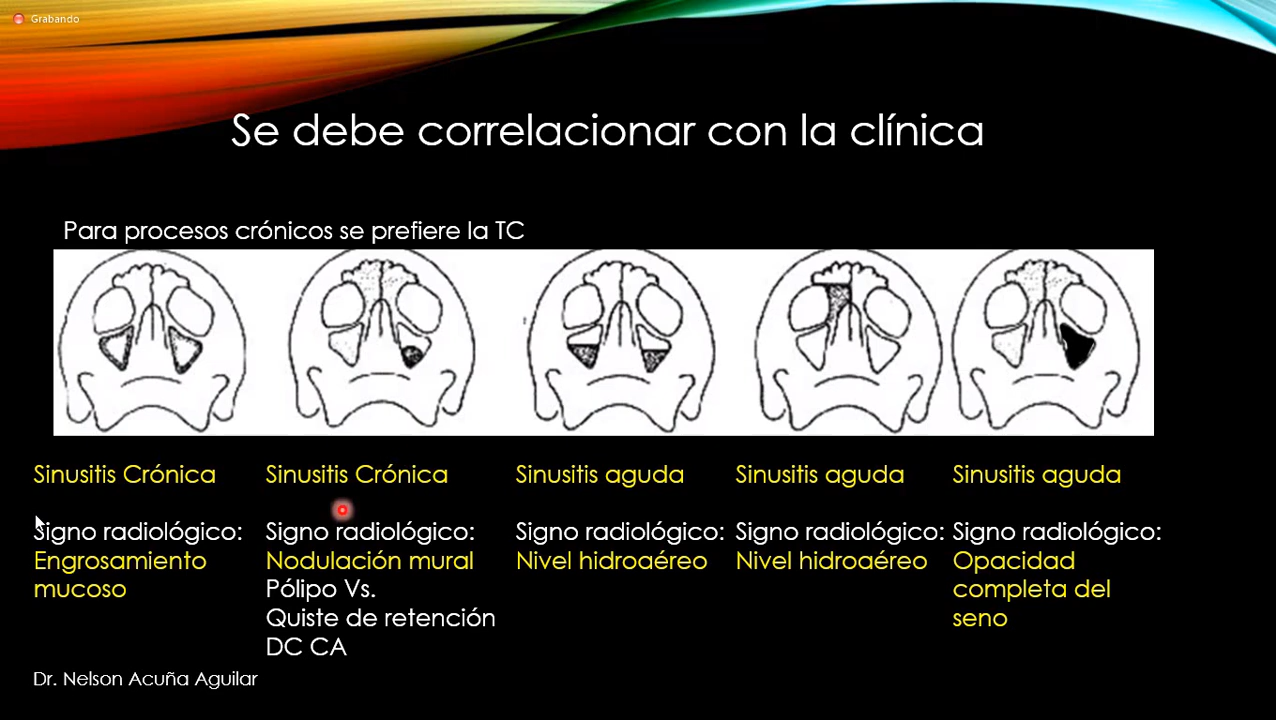 Grabando
Se debe correlacionar con la clínica
Para procesos crónicos se prefiere la TC
Sinusitis Crónica
Signo radiológico:
Engrosamiento
mucoso
Sinusitis Crónica
Signo radiológico:
Nodulación mural
Pólipo Vs.
Quiste de retención
DC CA
Sinusitis aguda
Signo radiológico:
Nivel hidroaéreo
Sinusitis aguda
Signo radiológico:
Nivel hidroaéreo
Sinusitis aguda
Signo radiológico:
Opacidad
completa del
seno
Dr. Nelson Acuña Aguilar